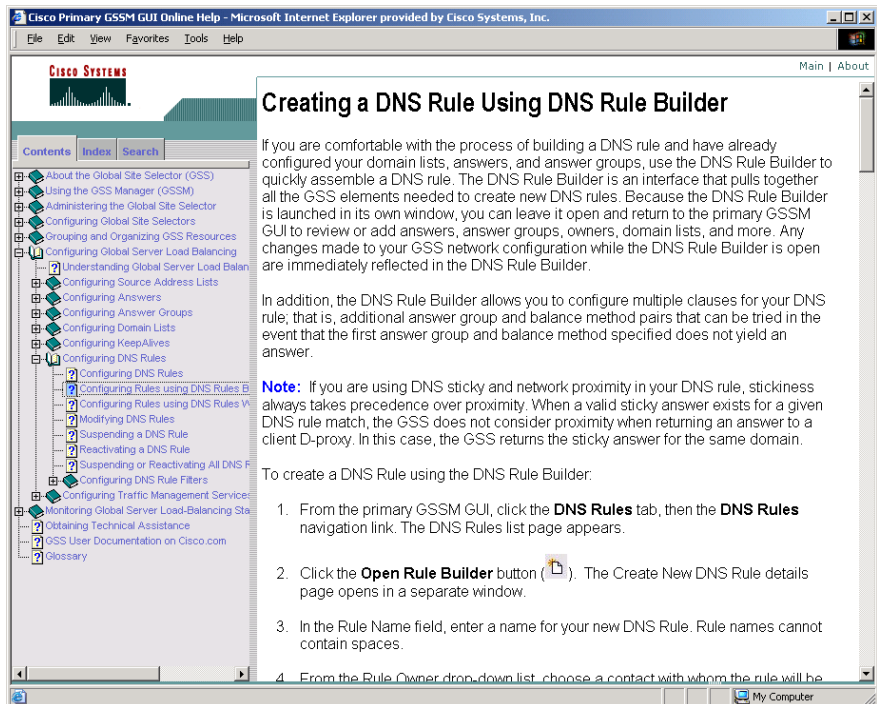 Cisco Primary GSSM GUI Online Help - Microsoft Internet Explorer provided by Cisco Systems, Inc.
File Edit View Favorites Tools Help
Main | About
CISCO SYSTEMS
Contents Index Search
About the Global Site Selector (GSS)
Using the GSS Manager (GSSM)
Administering the Global Site Selector
Configuring Global Site Selectors
Grouping and Organizing GSS Resources
Configuring Global Server Load Balancing
Understanding Global Server Load Balan
Configuring Source Address Lists
Configuring Answers
Configuring Answer Groups
Configuring Domain Lists
Configuring KeepAlives
Configuring DNS Rules
Configuring DNS Rules
Configuring Rules using DNS Rules B
Configuring Rules using DNS Rules W
Modifying DNS Rules
Suspending a DNS Rule
Reactivating a DNS Rule
Suspending or Reactivating All DNS R
Configuring DNS Rule Filters
Configuring Traffic Management Services
Monitoring Global Server Load-Balancing Sta
Obtaining Technical Assistance
GSS User Documentation on Cisco.com
Glossary
Creating a DNS Rule Using DNS Rule Builder
If you are comfortable with the process of building a DNS rule and have already
configured your domain lists, answers, and answer groups, use the DNS Rule Builder to
quickly assemble a DNS rule. The DNS Rule Builder is an interface that pulls together
all the GSS elements needed to create new DNS rules. Because the DNS Rule Builder
is launched in its own window, you can leave it open and return to the primary GSSM
GUI to review or add answers, answer groups, owners, domain lists, and more. Any
changes made to your GSS network configuration while the DNS Rule Builder is open
are immediately reflected in the DNS Rule Builder.
In addition, the DNS Rule Builder allows you to configure multiple clauses for your DNS
rule; that is, additional answer group and balance method pairs that can be tried in the
event that the first answer group and balance method specified does not yield an
answer.
Note: If you are using DNS sticky and network proximity in your DNS rule, stickiness
always takes precedence over proximity. When a valid sticky answer exists for a given
DNS rule match, the GSS does not consider proximity when returning an answer to a
client D-proxy. In this case, the GSS returns the sticky answer for the same domain.
To create a DNS Rule using the DNS Rule Builder:
1. From the primary GSSM GUI, click the DNS Rules tab, then the DNS Rules
navigation link. The DNS Rules list page appears.
2. Click the Open Rule Builder button ( ). The Create New DNS Rule details
page opens in a separate window.
3. In the Rule Name field, enter a name for your new DNS Rule. Rule names cannot
contain spaces.
4. From the Rule Owner drop-down list, choose a contact with whom the rule will be
My Computer